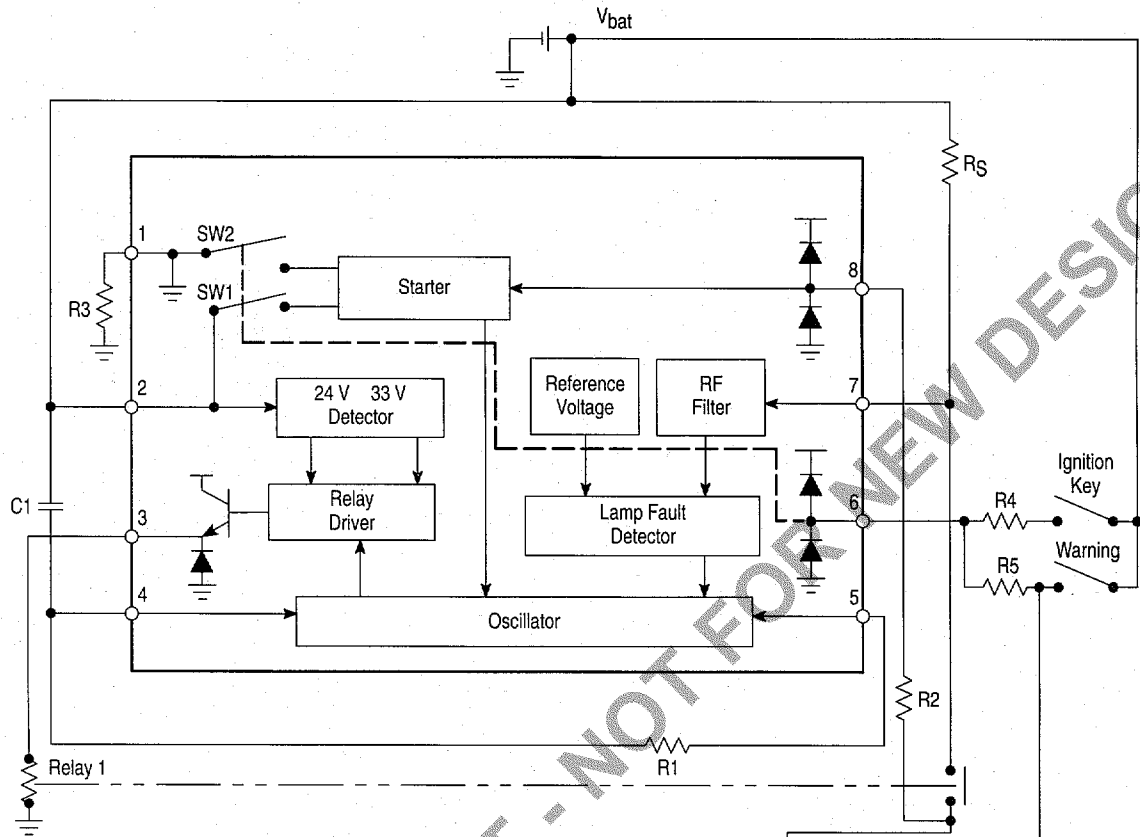 Vbat
RS
1
SW2
8
Starter
R3
SW1
2
24 V 33 V
Detector
Reference
Voltage
RF
Filter
7
Ignition
Key
C1
3
Relay
Driver
Lamp Fault
Detector
6
R4
Warning
R5
4
Oscillator
5
R2
R1
Relay 1
T - NOT FOR NEW DESIG